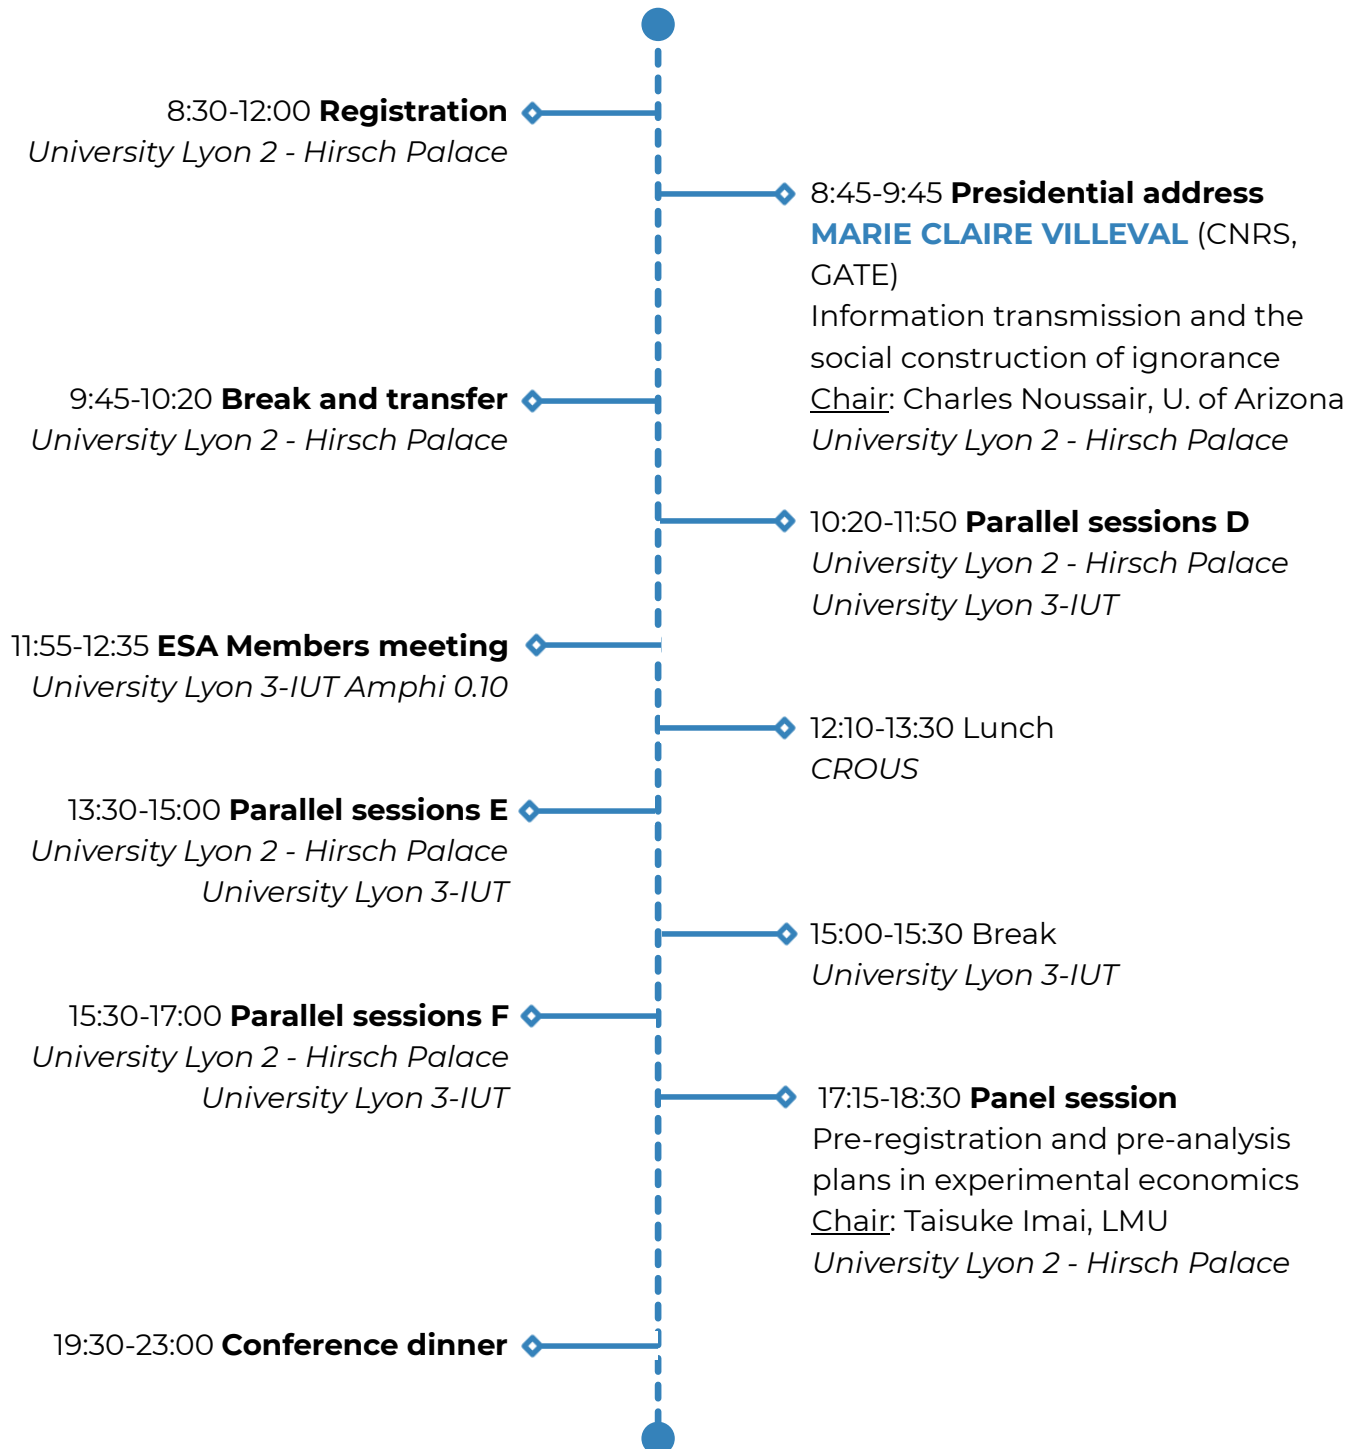 8:30-12:00 Registration
University Lyon 2 - Hirsch Palace
8:45-9:45 Presidential address
MARIE CLAIRE VILLEVAL (CNRS,
GATE)
Information transmission and the
social construction of ignorance
Chair: Charles Noussair, U. of Arizona
University Lyon 2 - Hirsch Palace
9:45-10:20 Break and transfer
University Lyon 2 - Hirsch Palace
10:20-11:50 Parallel sessions D
University Lyon 2 - Hirsch Palace
University Lyon 3-IUT
11:55-12:35 ESA Members meeting
University Lyon 3-IUT Amphi 0.10
12:10-13:30 Lunch
CROUS
13:30-15:00 Parallel sessions E
University Lyon 2 - Hirsch Palace
University Lyon 3-IUT
15:00-15:30 Break
University Lyon 3-IUT
15:30-17:00 Parallel sessions F
University Lyon 2 - Hirsch Palace
University Lyon 3-IUT
17:15-18:30 Panel session
Pre-registration and pre-analysis
plans in experimental economics
Chair: Taisuke Imai, LMU
University Lyon 2 - Hirsch Palace
19:30-23:00 Conference dinner